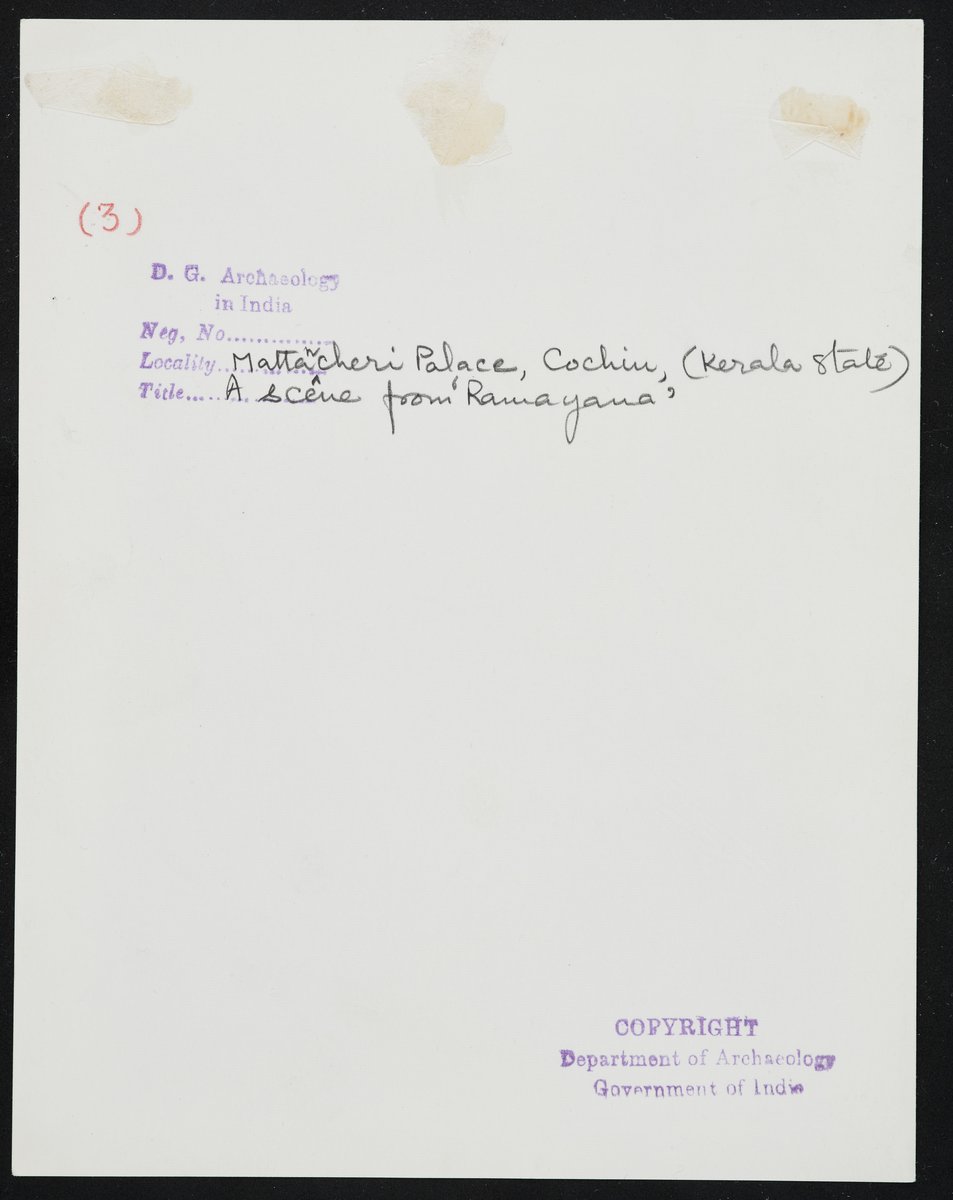 (3)
D. G. Archaeology
in India
Neg, No..............
Locality... Mattancheri Palace, Cochin, (Kerala State)
Title..... A scêne from 'Ramayana'
COPYRIGHT
Department of Archaeology
Government of India